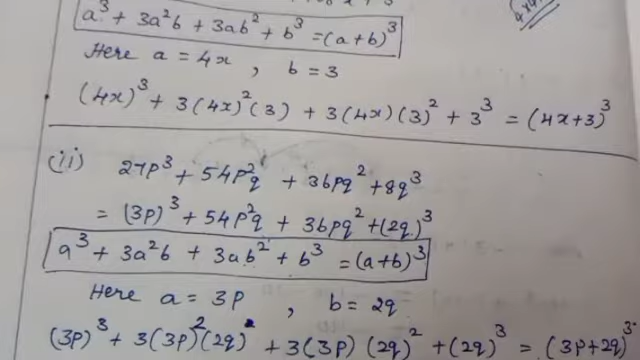 a³ + 3a²b + 3ab² + b³ = (a+b)³
Here a = 4x , b = 3
(4x)³ + 3(4x)²(3) + 3(4x)(3)² + 3³ = (4x+3)³
(ii) 27p³ + 54p²q + 36pq² + 8q³
= (3p)³ + 54p²q + 36pq² + (2q)³
a³ + 3a²b + 3ab² + b³ = (a+b)³
Here a = 3p , b = 2q
(3p)³ + 3(3p)²(2q) + 3(3p)(2q)² + (2q)³ = (3p+2q)³